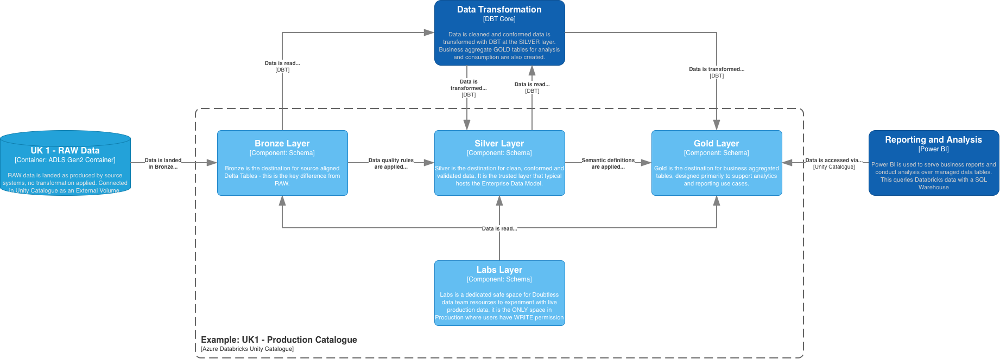 Data Transformation
[DBT Core]
Data is cleaned and conformed data is
transformed with DBT at the SILVER layer.
Business aggregate GOLD tables for analysis
and consumption are also created.
Data is read...
[DBT]
Data is
transformed...
[DBT]
Data is read...
[DBT]
Data is transformed...
[DBT]
UK 1 - RAW Data
[Container: ADLS Gen2 Container]
RAW data is landed as produced by source
systems, no transformation applied. Connected
in Unity Catalogue as an External Volume
Data is landed
in Bronze...
Bronze Layer
[Component: Schema]
Bronze is the destination for source aligned
Delta Tables - this is the key difference from
RAW.
Data quality rules
are applied...
Silver Layer
[Component: Schema]
Silver is the destination for clean, conformed and
validated data. It is the trusted layer that typical
hosts the Enterprise Data Model.
Semantic definitions
are applied...
Gold Layer
[Component: Schema]
Gold is the destination for business aggregated
tables, designed primarily to support analytics
and reporting use cases.
Data is accessed via...
[Unity Catalogue]
Reporting and Analysis
[Power BI]
Power BI is used to serve business reports and
conduct analysis over managed data tables.
This queries Databricks data with a SQL
Warehouse
Data is read...
Labs Layer
[Component: Schema]
Labs is a dedicated safe space for Doubtless
data team resources to experiment with live
production data. it is the ONLY space in
Production where users have WRITE permission
Example: UK1 - Production Catalogue
[Azure Databricks Unity Catalogue]